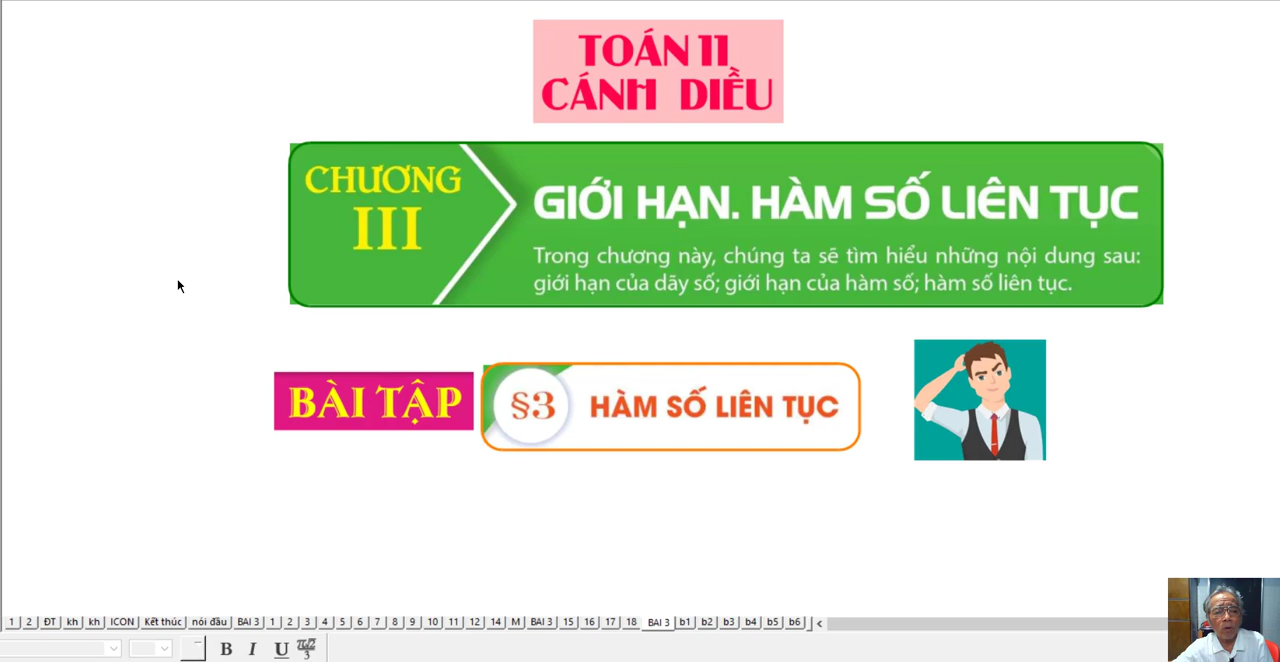 TOÁN 11
CÁNH DIỀU
CHƯƠNG
III
GIỚI HẠN. HÀM SỐ LIÊN TỤC
Trong chương này, chúng ta sẽ tìm hiểu những nội dung sau:
giới hạn của dãy số; giới hạn của hàm số; hàm số liên tục.
BÀI TẬP
§3 HÀM SỐ LIÊN TỤC
1 2 ĐT kh kh ICON Kết thúc nói đầu BAI 3 1 2 3 4 5 6 7 8 9 10 11 12 14 M BAI 3 15 16 17 18 BAI 3 b1 b2 b3 b4 b5 b6 <
B I U